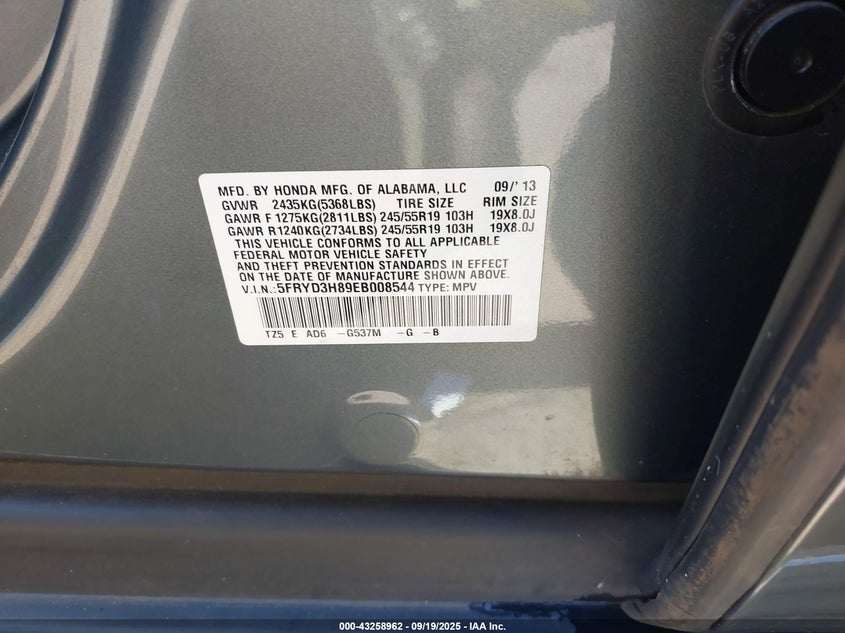 MFD. BY HONDA MFG. OF ALABAMA, LLC 09/'13
GVWR 2435KG(5368LBS) TIRE SIZE RIM SIZE
GAWR F 1275KG(2811LBS) 245/55R19 103H 19X8.0J
GAWR R1240KG(2734LBS) 245/55R19 103H 19X8.0J
THIS VEHICLE CONFORMS TO ALL APPLICABLE
FEDERAL MOTOR VEHICLE SAFETY
AND THEFT PREVENTION STANDARDS IN EFFECT
ON THE DATE OF MANUFACTURE SHOWN ABOVE.
V.I.N.:5FRYD3H89EB008544 TYPE: MPV
TZ5 E AD6 -G537M -G -B
000-43258962 - 09/19/2025 - IAA Inc.